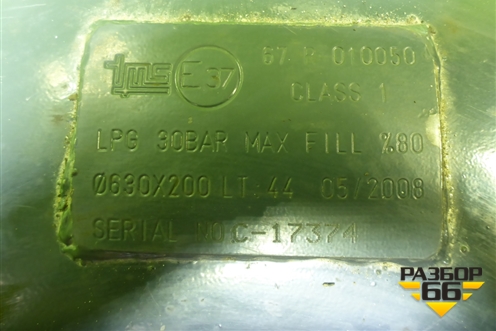 tms E 37 67 R-010050
CLASS 1
LPG 30BAR MAX FILL %80
Ø630X200 LT:44 05/2008
SERIAL NO C-17374
РАЗБОР
66